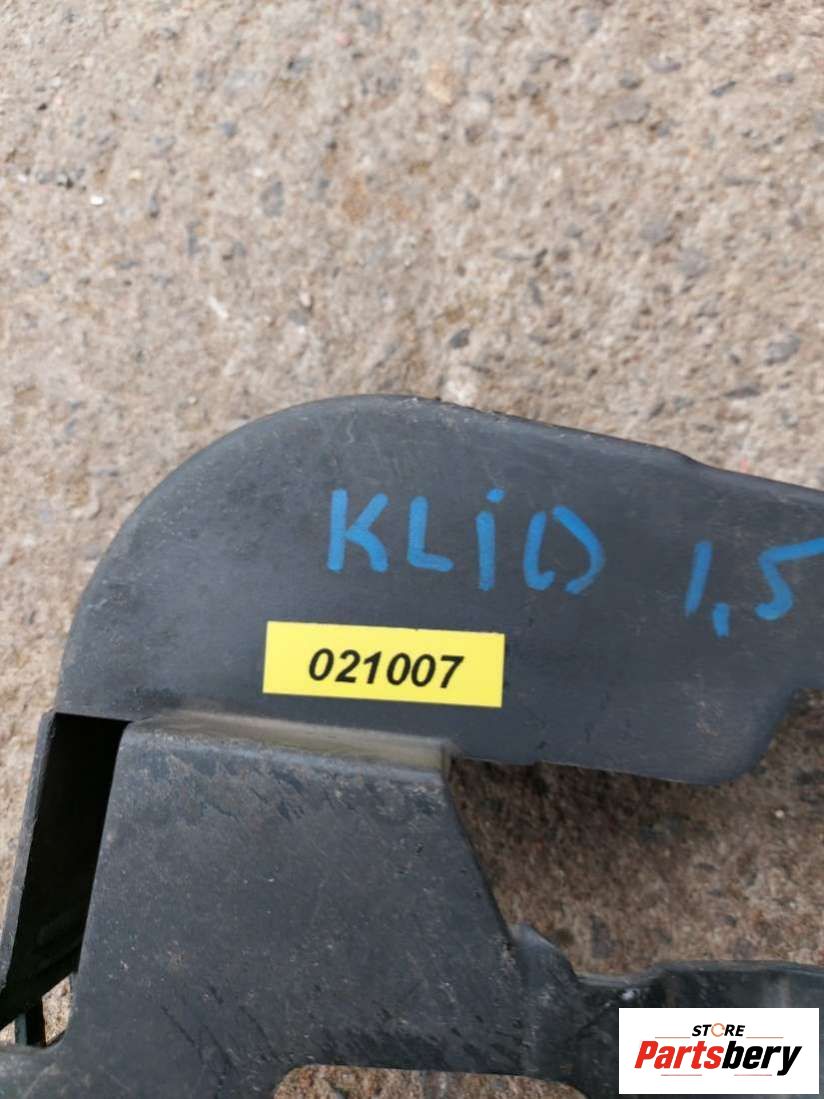 KLiO 1,5
021007
STORE
Partsbery